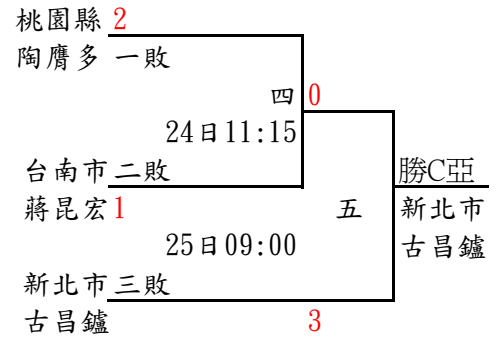 桃園縣 2
陶膺多 一敗
四 0
24日11:15
台南市 二敗 勝C亞
蔣昆宏 1 五 新北市
25日09:00 古昌鑪
新北市 三敗
古昌鑪 3